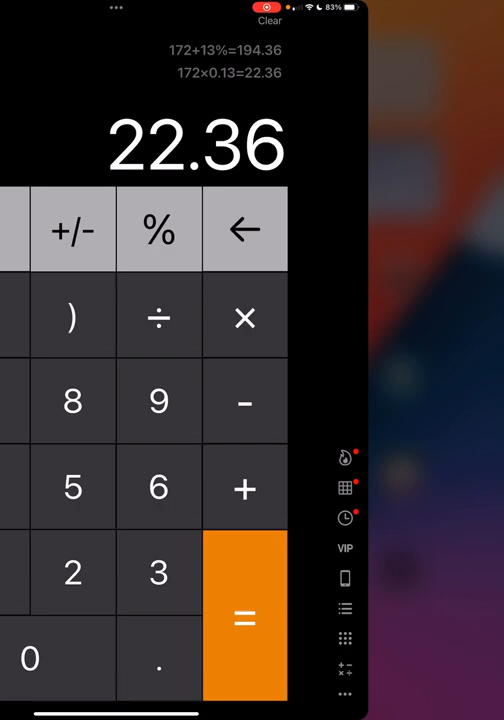 83%
Clear
172+13%=194.36
172×0.13=22.36
22.36
+/- % ←
) ÷ ×
8 9 -
5 6 +
2 3 =
0 .
VIP